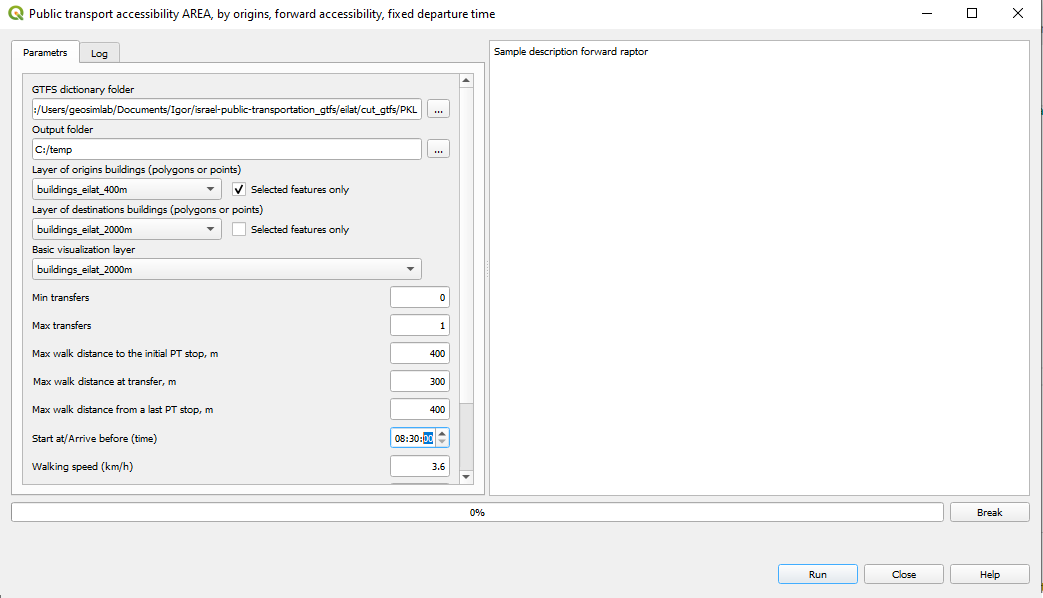 Public transport accessibility AREA, by origins, forward accessibility, fixed departure time
Parametrs
Log
Sample description forward raptor
GTFS dictionary folder
:/Users/geosimlab/Documents/Igor/israel-public-transportation_gtfs/eilat/cut_gtfs/PKL
...
Output folder
C:/temp
...
Layer of origins buildings (polygons or points)
buildings_eilat_400m
Selected features only
Layer of destinations buildings (polygons or points)
buildings_eilat_2000m
Selected features only
Basic visualization layer
buildings_eilat_2000m
Min transfers
0
Max transfers
1
Max walk distance to the initial PT stop, m
400
Max walk distance at transfer, m
300
Max walk distance from a last PT stop, m
400
Start at/Arrive before (time)
08:30:00
Walking speed (km/h)
3.6
0%
Break
Run
Close
Help